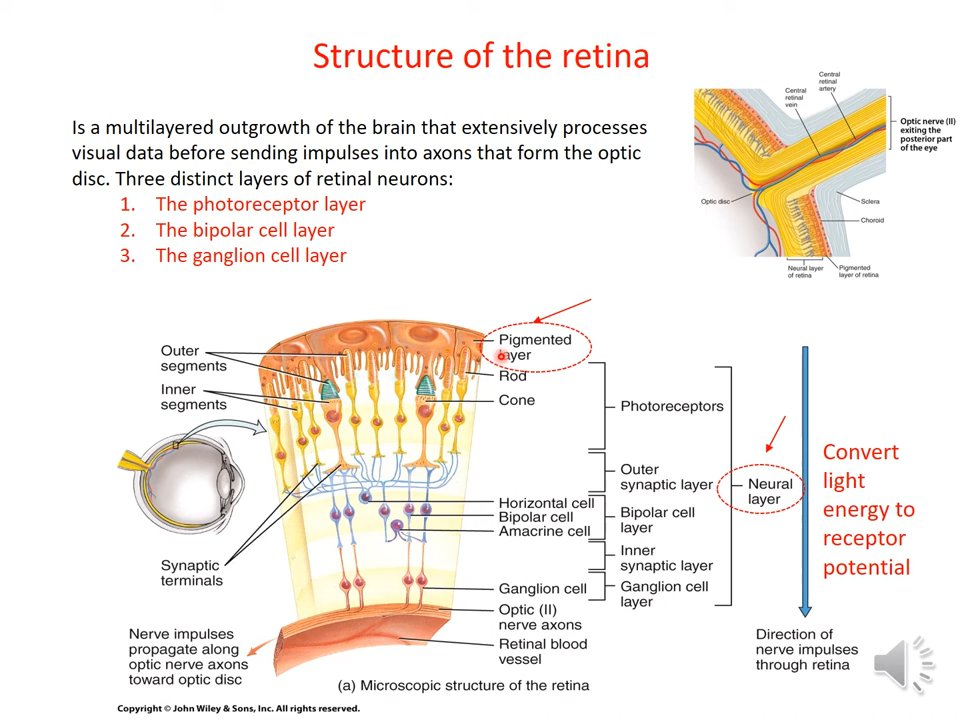 Structure of the retina
Is a multilayered outgrowth of the brain that extensively processes
visual data before sending impulses into axons that form the optic
disc. Three distinct layers of retinal neurons:
1. The photoreceptor layer
2. The bipolar cell layer
3. The ganglion cell layer
Central
retinal
artery
Central
retinal
vein
Optic nerve (II)
exiting the
posterior part
of the eye
Optic disc
Sclera
Choroid
Neural layer
of retina
Pigmented
layer of retina
Outer
segments
Inner
segments
Synaptic
terminals
Nerve impulses
propagate along
optic nerve axons
toward optic disc
Pigmented
layer
Rod
Cone
Horizontal cell
Bipolar cell
Amacrine cell
Ganglion cell
Optic (II)
nerve axons
Retinal blood
vessel
Photoreceptors
Outer
synaptic layer
Bipolar cell
layer
Inner
synaptic layer
Ganglion cell
layer
Neural
layer
Convert
light
energy to
receptor
potential
Direction of
nerve impulses
through retina
(a) Microscopic structure of the retina
Copyright © John Wiley & Sons, Inc. All rights reserved.